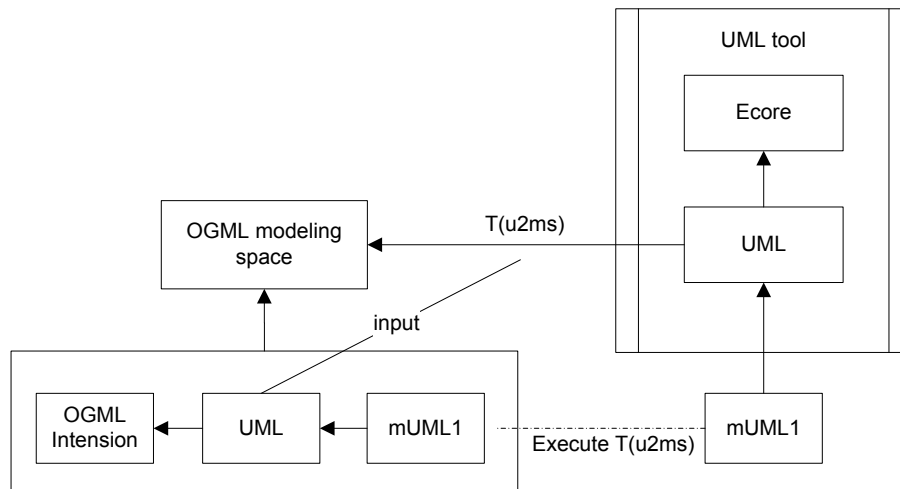 UML tool
Ecore
OGML modeling
space
T(u2ms)
UML
input
OGML
Intension
UML
mUML1
Execute T(u2ms)
mUML1